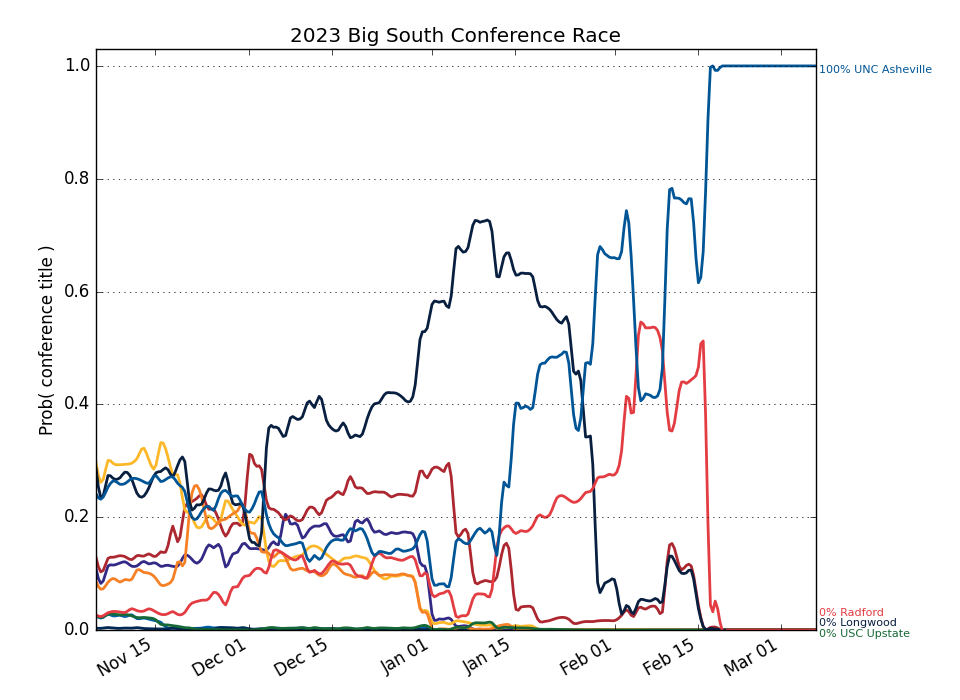 2023 Big South Conference Race
Prob( conference title )
1.0
0.8
0.6
0.4
0.2
0.0
Nov 15
Dec 01
Dec 15
Jan 01
Jan 15
Feb 01
Feb 15
Mar 01
100% UNC Asheville
0% Radford
0% Longwood
0% USC Upstate